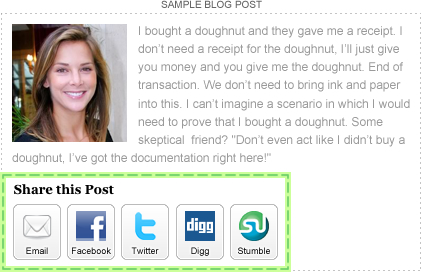 SAMPLE BLOG POST
I bought a doughnut and they gave me a receipt. I
don't need a receipt for the doughnut, I'll just give
you money and you give me the doughnut. End of
transaction. We don't need to bring ink and paper
into this. I can't imagine a scenario in which I would
need to prove that I bought a doughnut. Some
skeptical friend? "Don't even act like I didn't buy a
doughnut, I've got the documentation right here!"
Share this Post
Email Facebook Twitter digg Digg Stumble